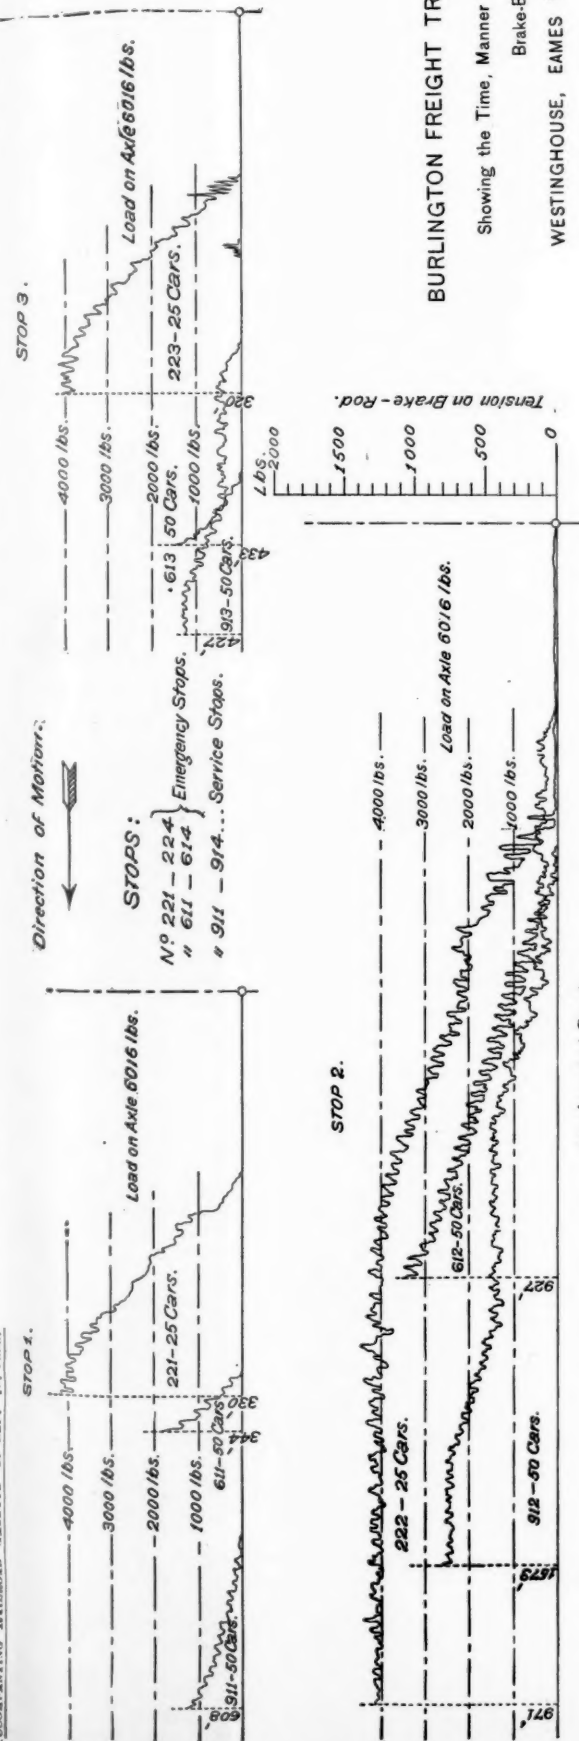 STOP 1.
4000 lbs.
3000 lbs.
2000 lbs.
1000 lbs.
Load on Axle 6016 lbs.
221-25 Cars.
330'
344'
611-50 Cars.
911-50 Cars.
608'
Direction of Motion.
STOPS:
Nº 221 – 224
" 611 – 614
Emergency Stops.
" 911 – 914... Service Stops.
STOP 3.
4000 lbs.
3000 lbs.
2000 lbs.
1000 lbs.
Load on Axle 6016 lbs.
223-25 Cars.
320'
613
50 Cars.
433'
913-50 Cars.
427'
STOP 2.
4000 lbs.
3000 lbs.
2000 lbs.
1000 lbs.
Load on Axle 6016 lbs.
612-50 Cars.
927'
222-25 Cars.
912-50 Cars.
1573'
971'
Lbs.
2000
1500
1000
500
0
Tension on Brake-Rod.
BURLINGTON FREIGHT TR
Showing the Time, Manner
Brake-B
WESTINGHOUSE, EAMES